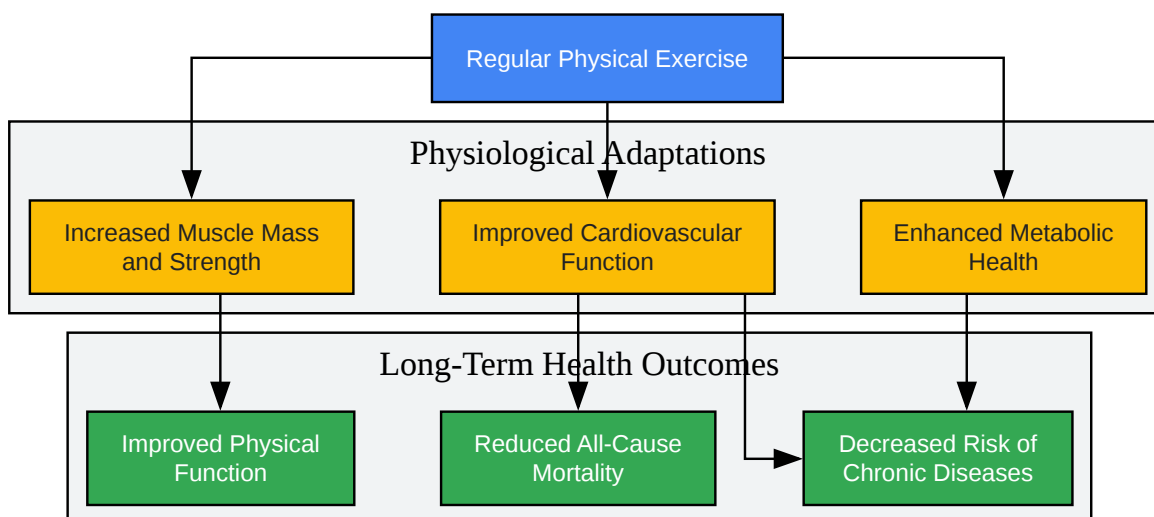 Regular Physical Exercise
Physiological Adaptations
Increased Muscle Mass
and Strength
Improved Cardiovascular
Function
Enhanced Metabolic
Health
Long-Term Health Outcomes
Improved Physical
Function
Reduced All-Cause
Mortality
Decreased Risk of
Chronic Diseases